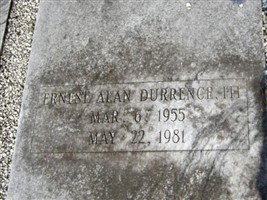 ERNEST ALAN DURRENCE III
MAR. 6, 1955
MAY 22, 1981